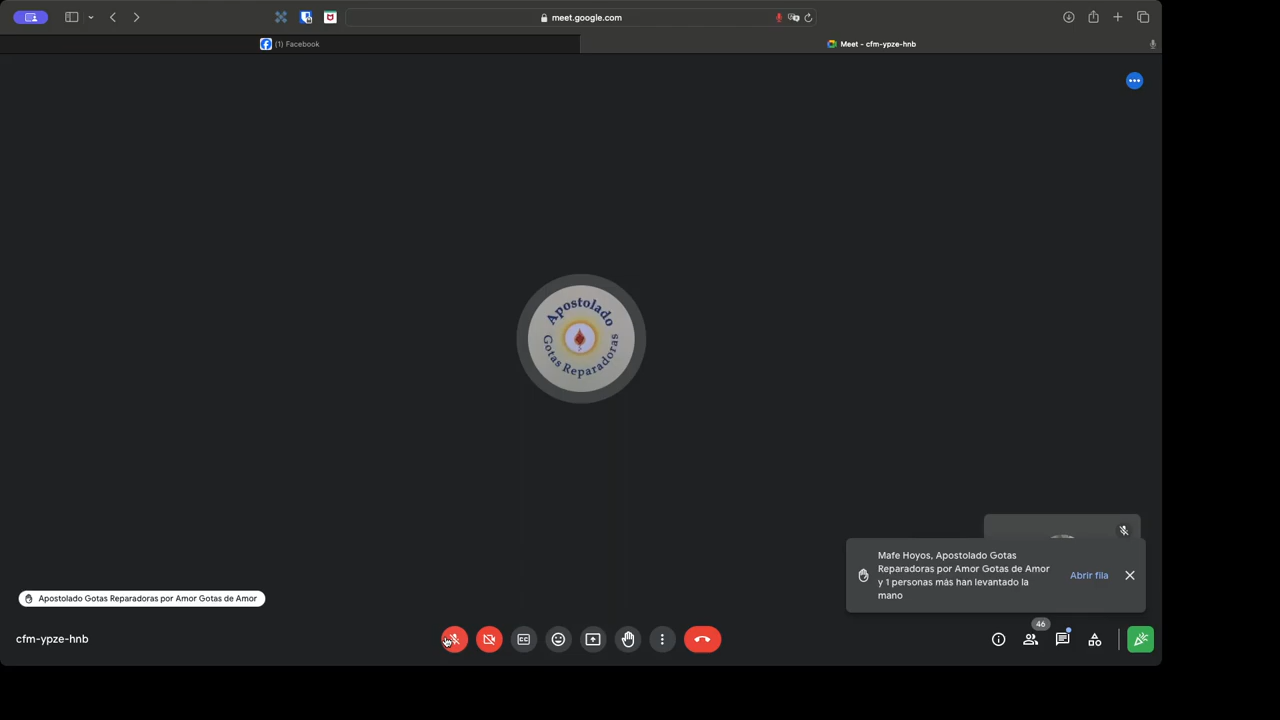 meet.google.com
(1) Facebook
Meet - cfm-ypze-hnb
Apostolado
Gotas Reparadoras
Mafe Hoyos, Apostolado Gotas
Reparadoras por Amor Gotas de Amor
y 1 personas más han levantado la
mano
Abrir fila
Apostolado Gotas Reparadoras por Amor Gotas de Amor
cfm-ypze-hnb
CC
46